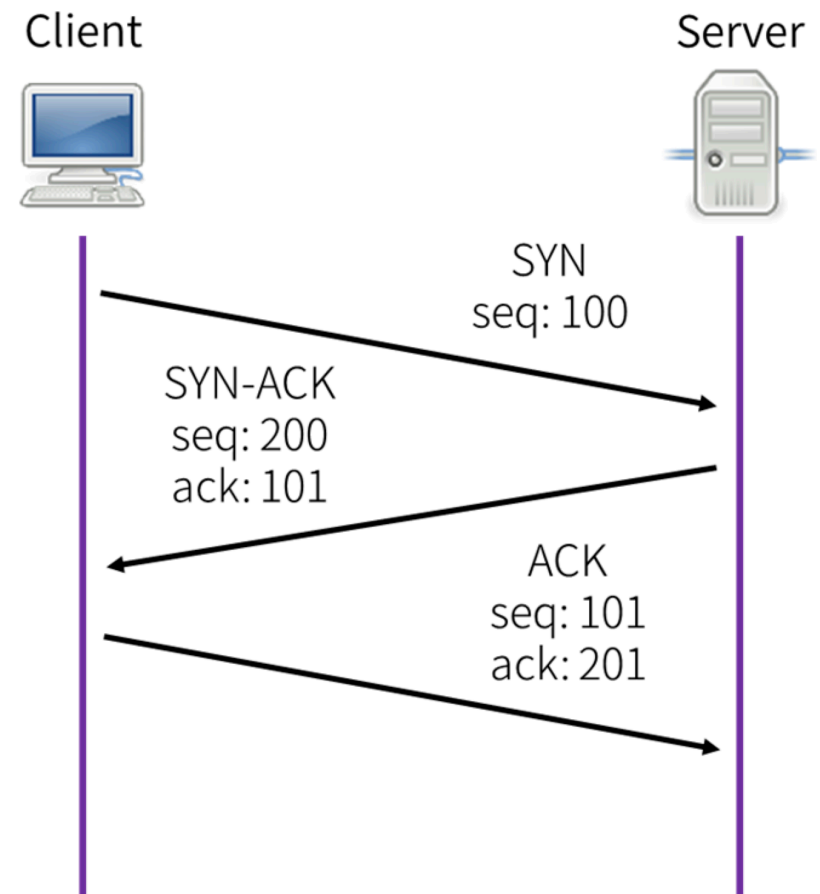 Client
Server
SYN
seq: 100
SYN-ACK
seq: 200
ack: 101
ACK
seq: 101
ack: 201